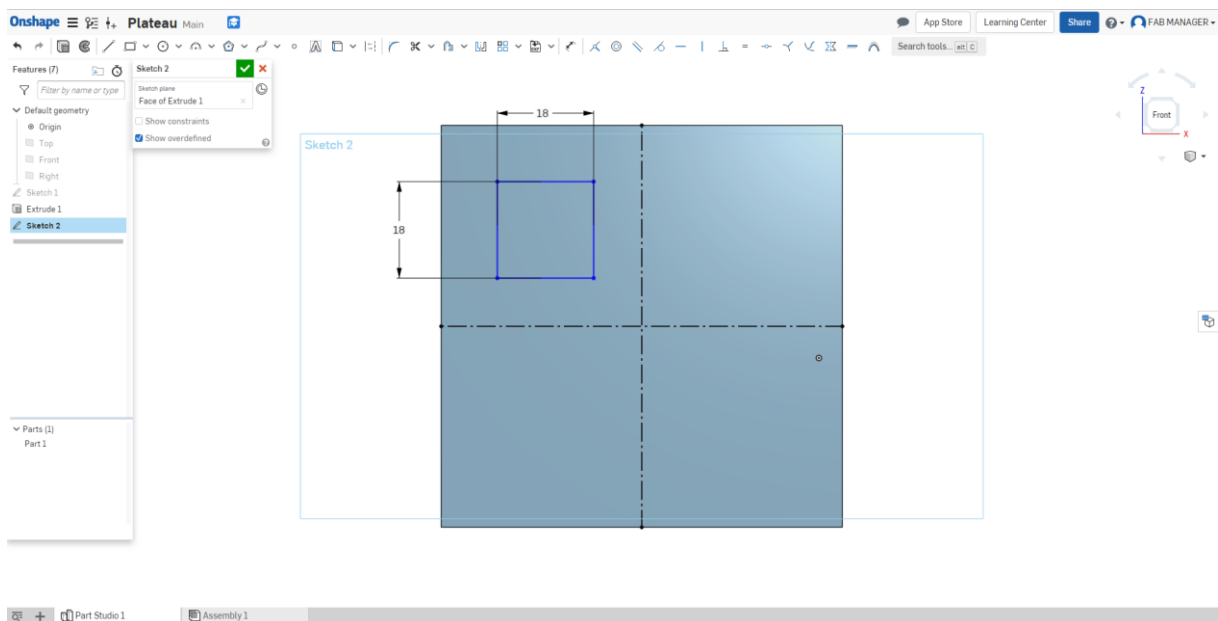 Onshape Plateau Main App Store Learning Center Share FAB MANAGER
Search tools... alt C
Features (7)
Filter by name or type
Default geometry
Origin
Top
Front
Right
Sketch 1
Extrude 1
Sketch 2
Sketch 2
Sketch plane
Face of Extrude 1
Show constraints
Show overdefined
Sketch 2
18
18
Z
Front
X
Parts (1)
Part 1
Part Studio 1 Assembly 1